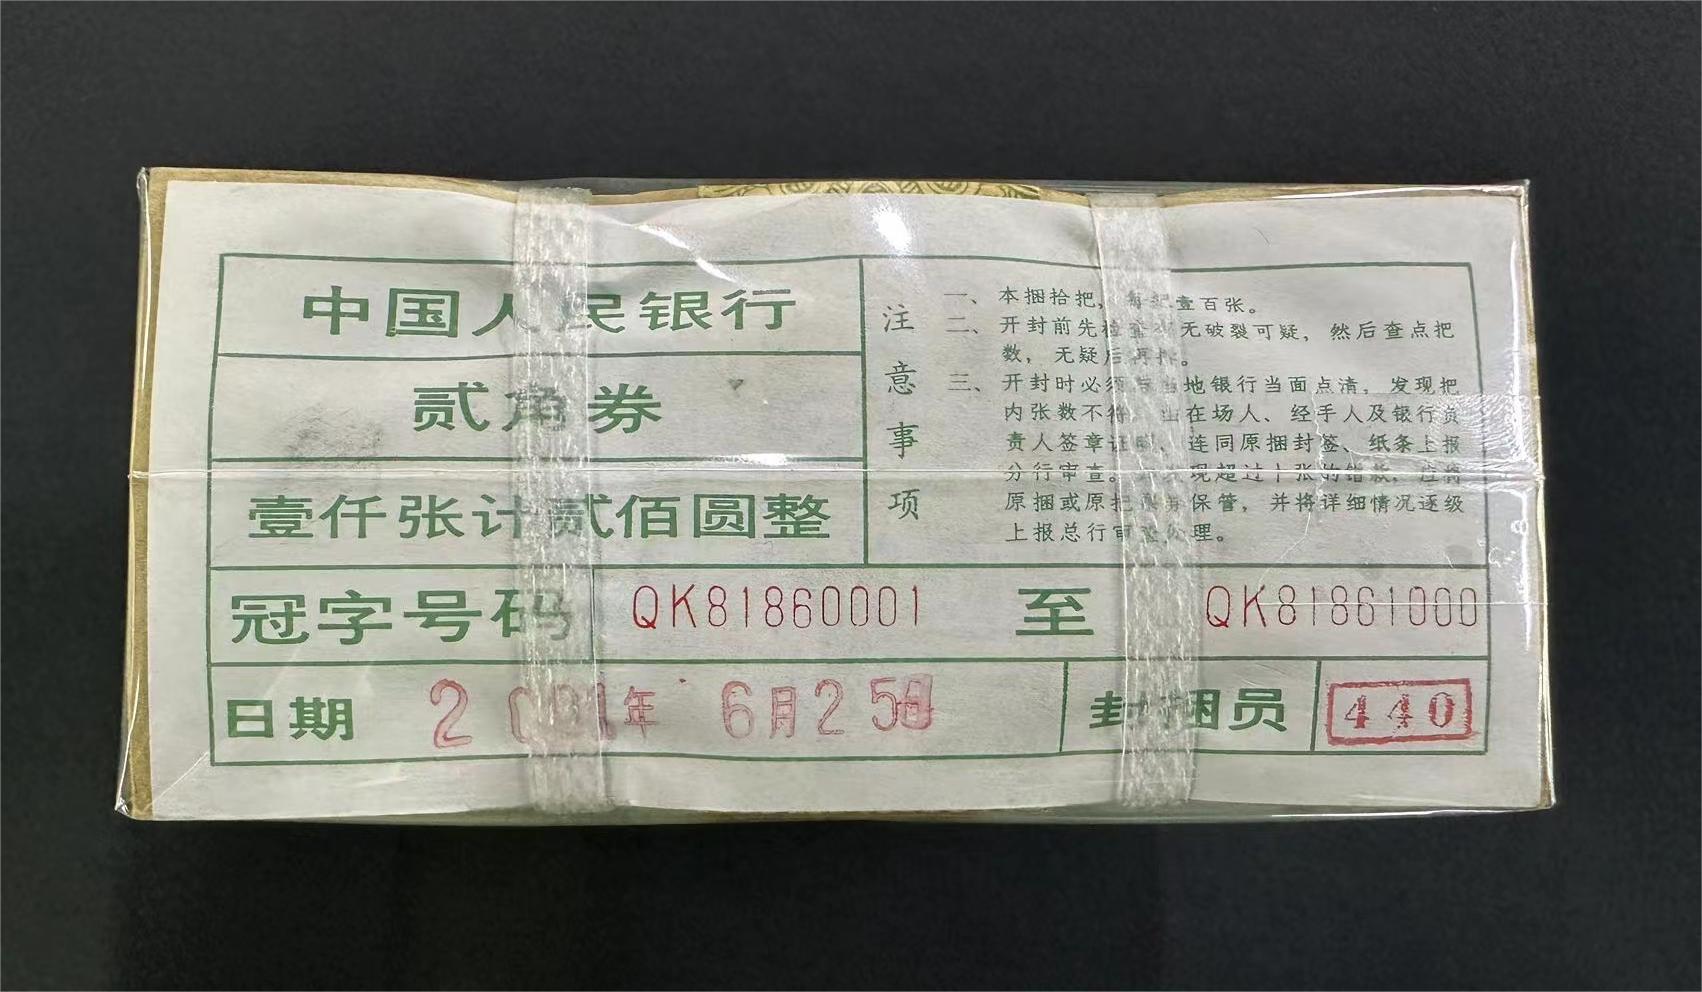 中国人民银行
贰角券
壹仟张计贰佰圆整
注意事项
一、本捆拾把，每把壹百张。
二、开封前先检查 无破裂可疑，然后查点把
数，无疑后再拆。
三、开封时必须 当地银行当面点清，发现把
内张数不符，由在场人、经手人及银行负
责人签章证明，连同原捆封签、纸条上报
分行审查。 发现超过十张的错款，应将
原捆或原把 保管，并将详细情况逐级
上报总行审查处理。
冠字号码 QK81860001 至 QK81861000
日期 2 年 6月25日 封捆员 440